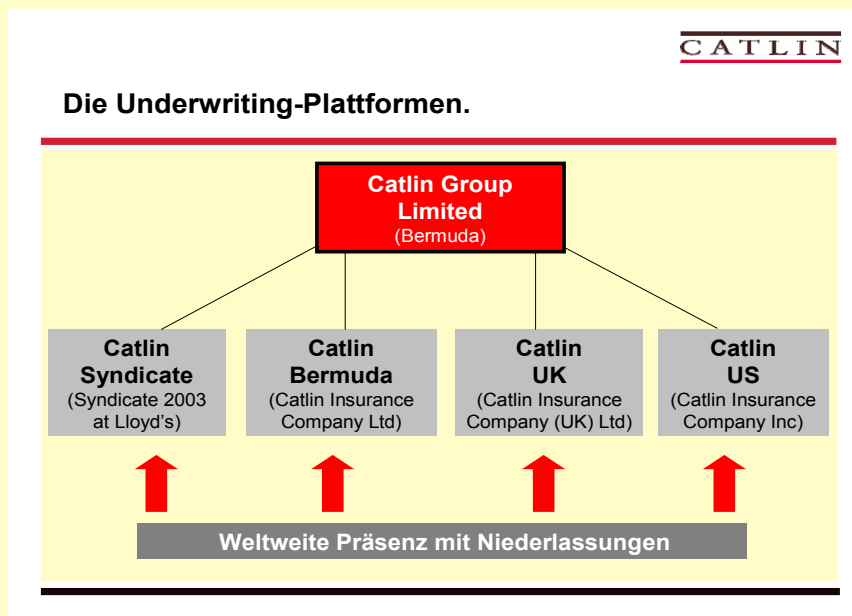 CATLIN
Die Underwriting-Plattformen.
Catlin Group
Limited
(Bermuda)
Catlin
Syndicate
(Syndicate 2003
at Lloyd's)
Catlin
Bermuda
(Catlin Insurance
Company Ltd)
Catlin
UK
(Catlin Insurance
Company (UK) Ltd)
Catlin
US
(Catlin Insurance
Company Inc)
Weltweite Präsenz mit Niederlassungen